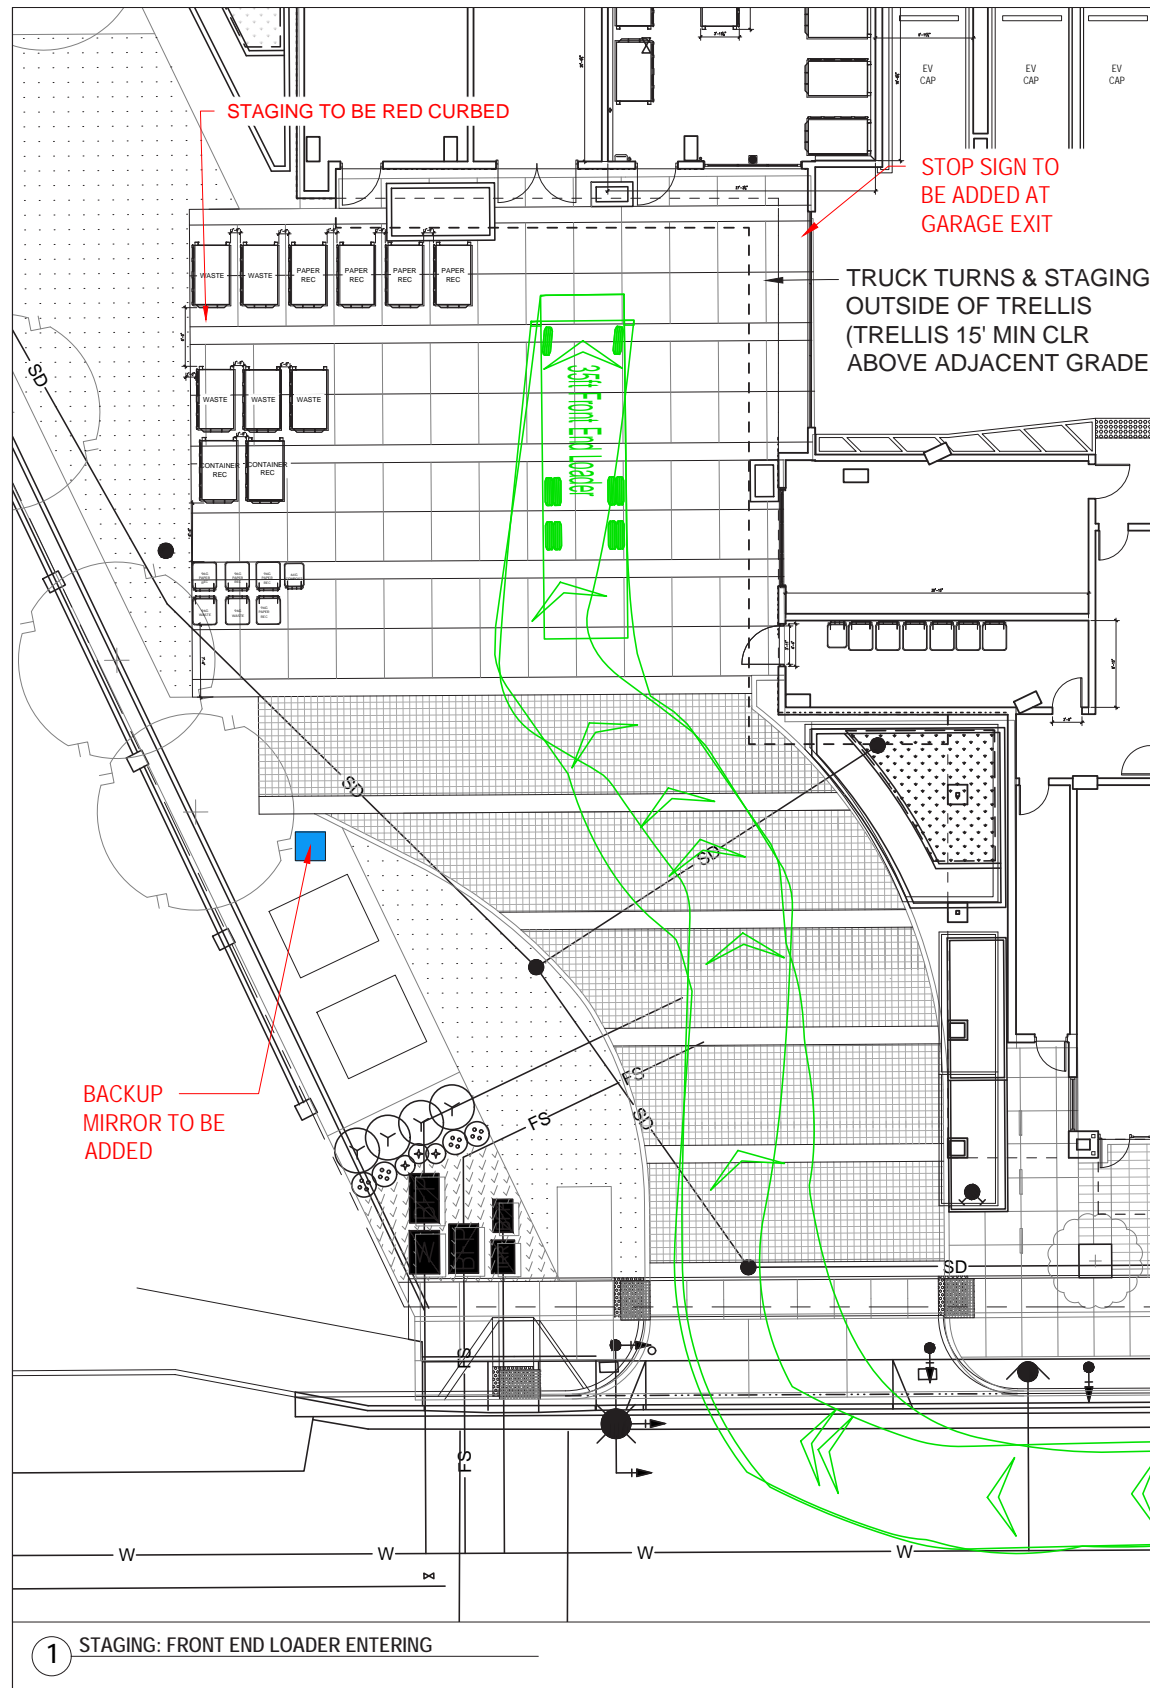 EV
CAP
EV
CAP
EV
CAP
STAGING TO BE RED CURBED
STOP SIGN TO
BE ADDED AT
GARAGE EXIT
TRUCK TURNS & STAGING
OUTSIDE OF TRELLIS
(TRELLIS 15' MIN CLR
ABOVE ADJACENT GRADE
WASTE
WASTE
PAPER
REC
PAPER
REC
PAPER
REC
PAPER
REC
SD
35ft Front End Loader
WASTE
WASTE
WASTE
CONTAINER
REC
CONTAINER
REC
SD
SD
BACKUP
MIRROR TO BE
ADDED
FS
FS
SD
SD
FS
FS
W
W
W
W
1
STAGING: FRONT END LOADER ENTERING